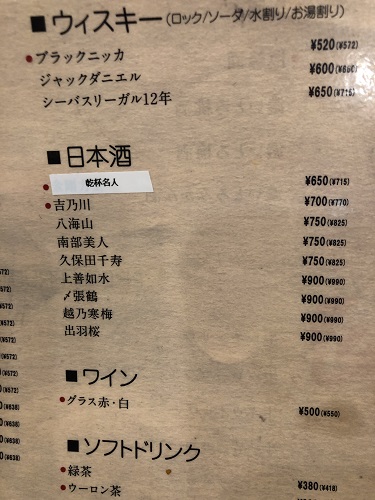 ■ウィスキー(ロック/ソーダ/水割り/お湯割り)
●ブラックニッカ ¥520(¥572)
ジャックダニエル ¥600(¥660)
シーバスリーガル12年 ¥650(¥715)
■日本酒
●乾杯名人 ¥650(¥715)
●吉乃川 ¥700(¥770)
八海山 ¥750(¥825)
南部美人 ¥750(¥825)
久保田千寿 ¥750(¥825)
上善如水 ¥900(¥990)
〆張鶴 ¥900(¥990)
越乃寒梅 ¥900(¥990)
出羽桜 ¥900(¥990)
■ワイン
●グラス赤・白 ¥500(¥550)
■ソフトドリンク
●緑茶
●ウーロン茶 ¥380(¥418)